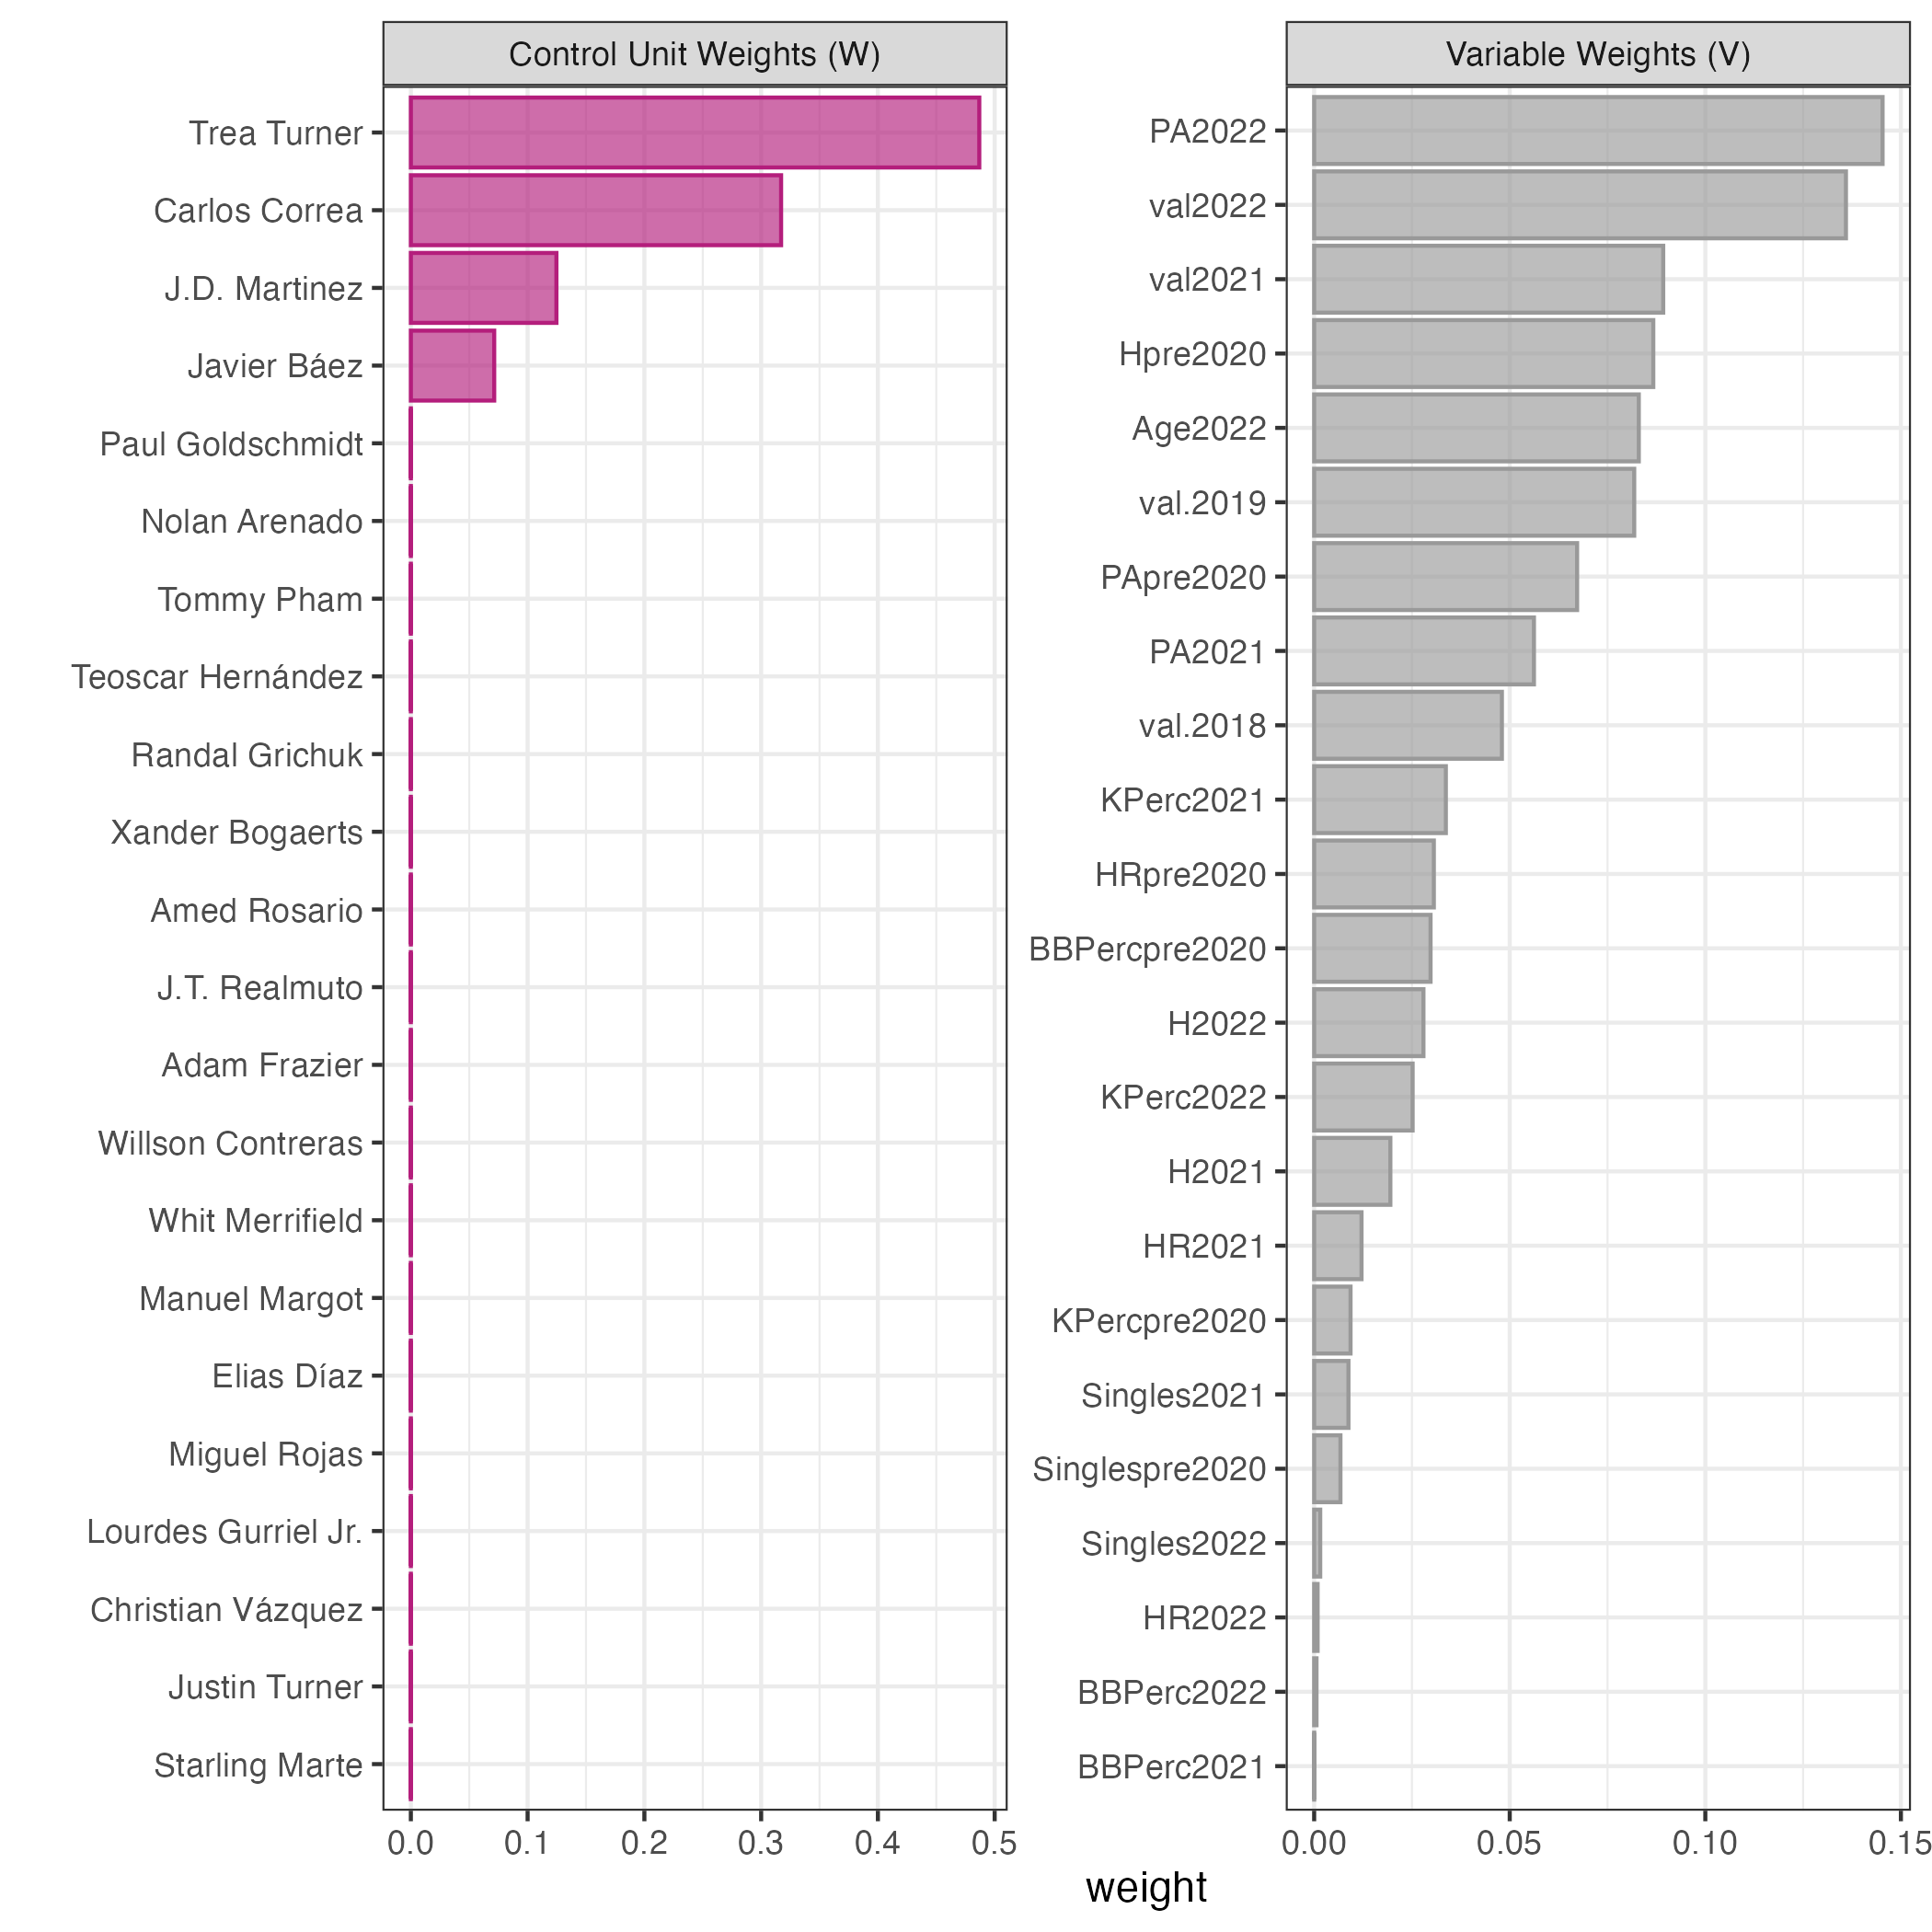 Control Unit Weights (W)
Trea Turner
Carlos Correa
J.D. Martinez
Javier Báez
Paul Goldschmidt
Nolan Arenado
Tommy Pham
Teoscar Hernández
Randal Grichuk
Xander Bogaerts
Amed Rosario
J.T. Realmuto
Adam Frazier
Willson Contreras
Whit Merrifield
Manuel Margot
Elias Díaz
Miguel Rojas
Lourdes Gurriel Jr.
Christian Vázquez
Justin Turner
Starling Marte
0.0 0.1 0.2 0.3 0.4 0.5
Variable Weights (V)
PA2022
val2022
val2021
Hpre2020
Age2022
val.2019
PApre2020
PA2021
val.2018
KPerc2021
HRpre2020
BBPercpre2020
H2022
KPerc2022
H2021
HR2021
KPercpre2020
Singles2021
Singlespre2020
Singles2022
HR2022
BBPerc2022
BBPerc2021
0.00 0.05 0.10 0.15
weight